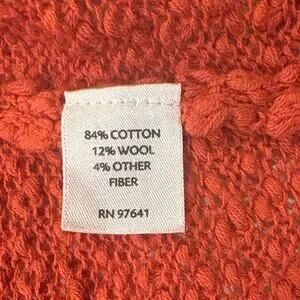 84% COTTON
12% WOOL
4% OTHER
FIBER
RN 97641